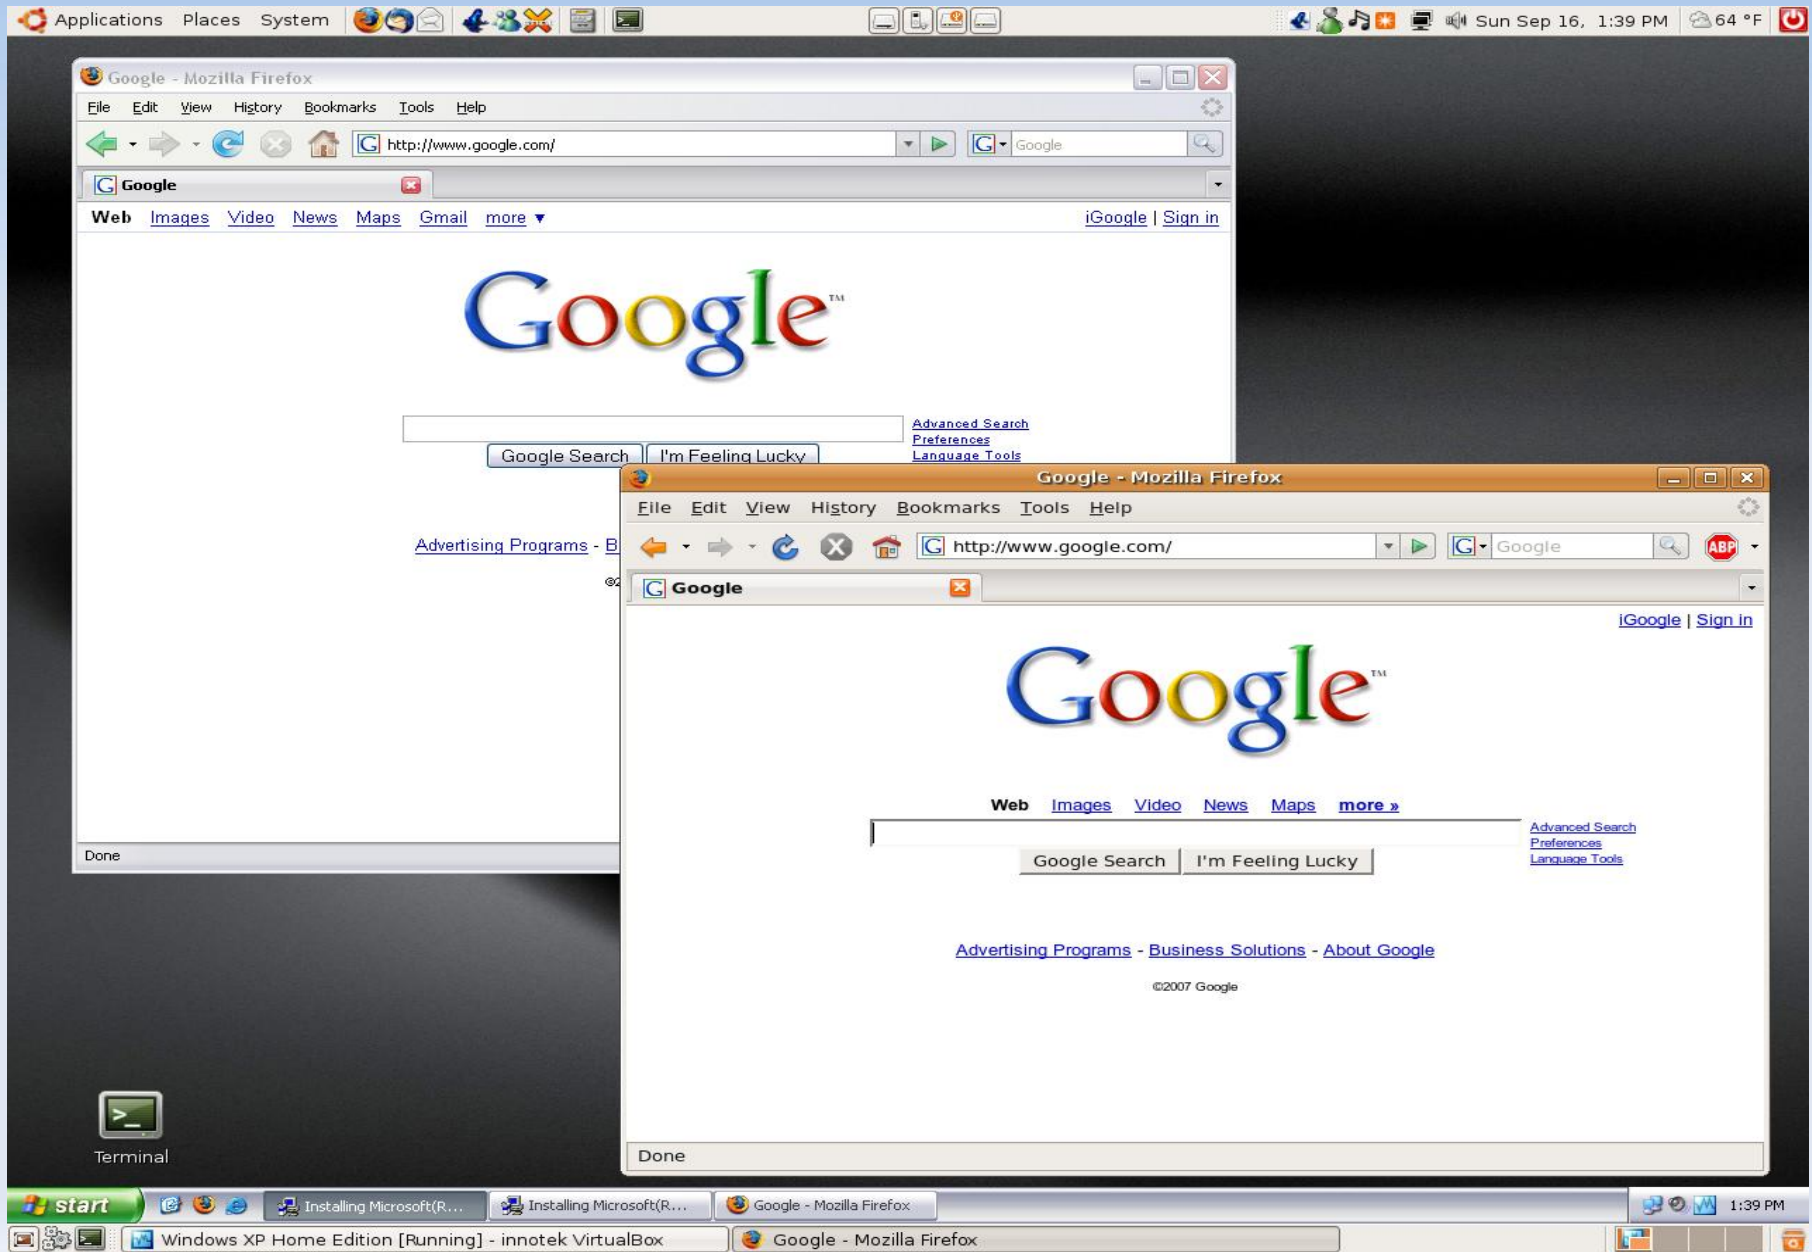 Applications Places System Sun Sep 16, 1:39 PM 64 °F
Google - Mozilla Firefox
File Edit View History Bookmarks Tools Help
G http://www.google.com/ G Google
G Google
Web Images Video News Maps Gmail more ▼ iGoogle | Sign in
Google™
Advanced Search
Preferences
Language Tools
Google Search I'm Feeling Lucky
Advertising Programs - B
©2
Done
Google - Mozilla Firefox
File Edit View History Bookmarks Tools Help
G http://www.google.com/ G Google ABP
G Google
iGoogle | Sign in
Google™
Web Images Video News Maps more »
Advanced Search
Preferences
Language Tools
Google Search I'm Feeling Lucky
Advertising Programs - Business Solutions - About Google
©2007 Google
Done
Terminal
start Installing Microsoft(R... Installing Microsoft(R... Google - Mozilla Firefox 1:39 PM
Windows XP Home Edition [Running] - innotek VirtualBox Google - Mozilla Firefox